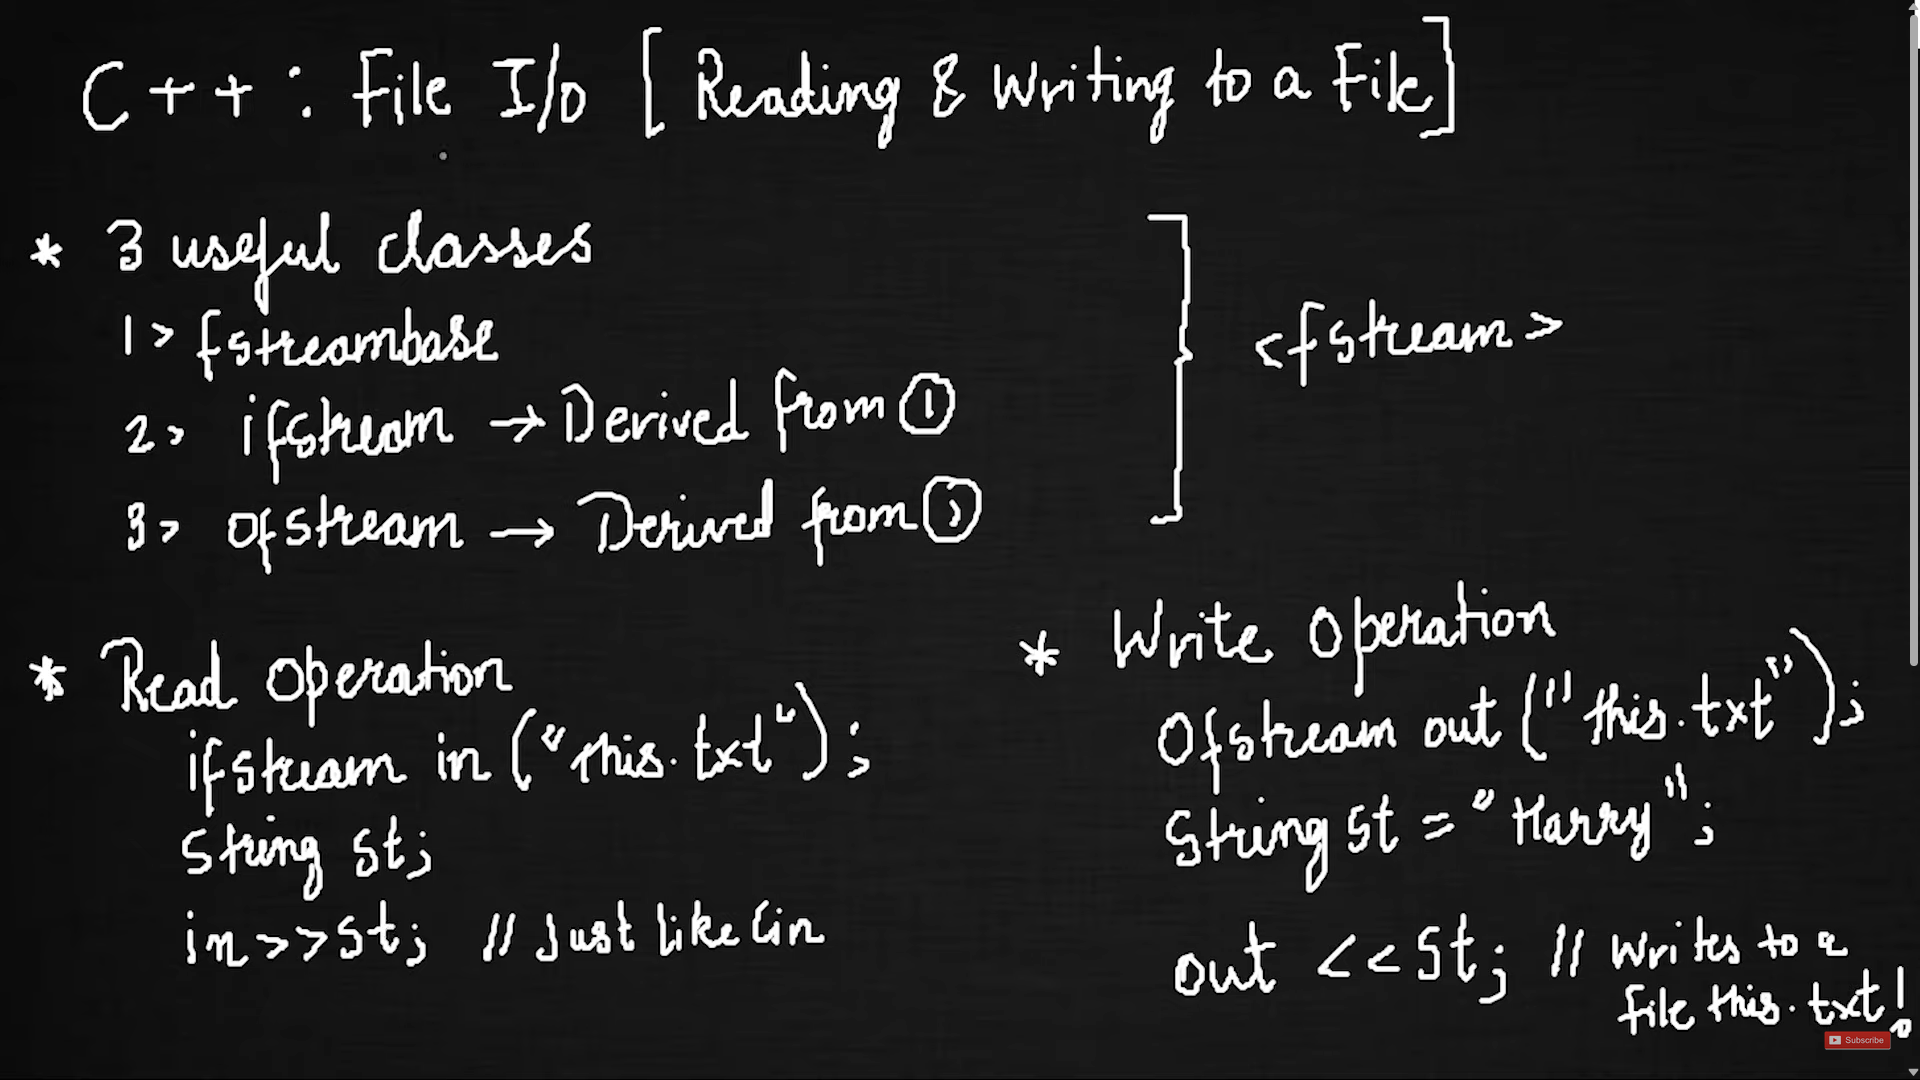 C++ : File I/o [Reading & Writing to a File]
* 3 useful classes
1> fstreambase
2> ifstream → Derived from ①
3> ofstream → Derived from ①
<fstream>
* Read operation
ifstream in ("this.txt");
string st;
in>>st; // Just like Cin
* Write operation
Ofstream out ("this.txt");
String st = "Harry";
out <<st; // Writes to a
file this.txt!
Subscribe